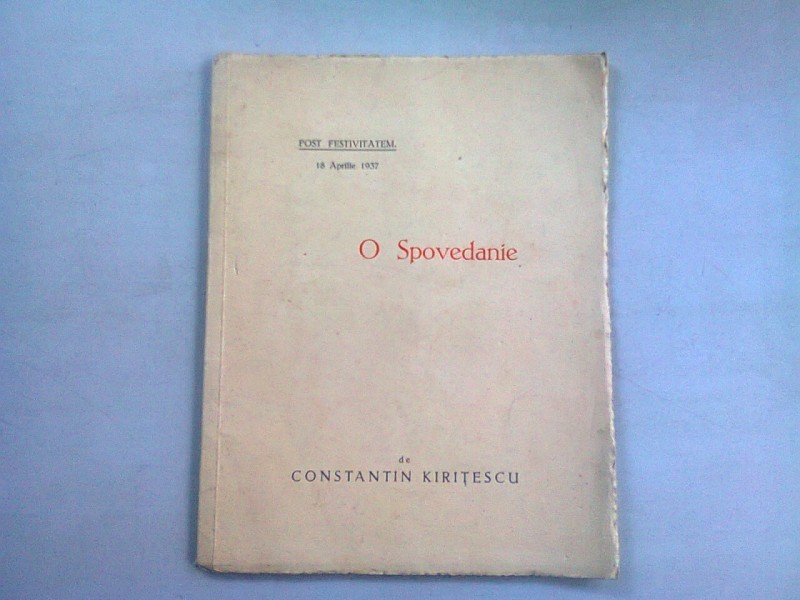 POST FESTIVITATEM.
18 Aprilie 1937
O Spovedanie
de
CONSTANTIN KIRIȚESCU